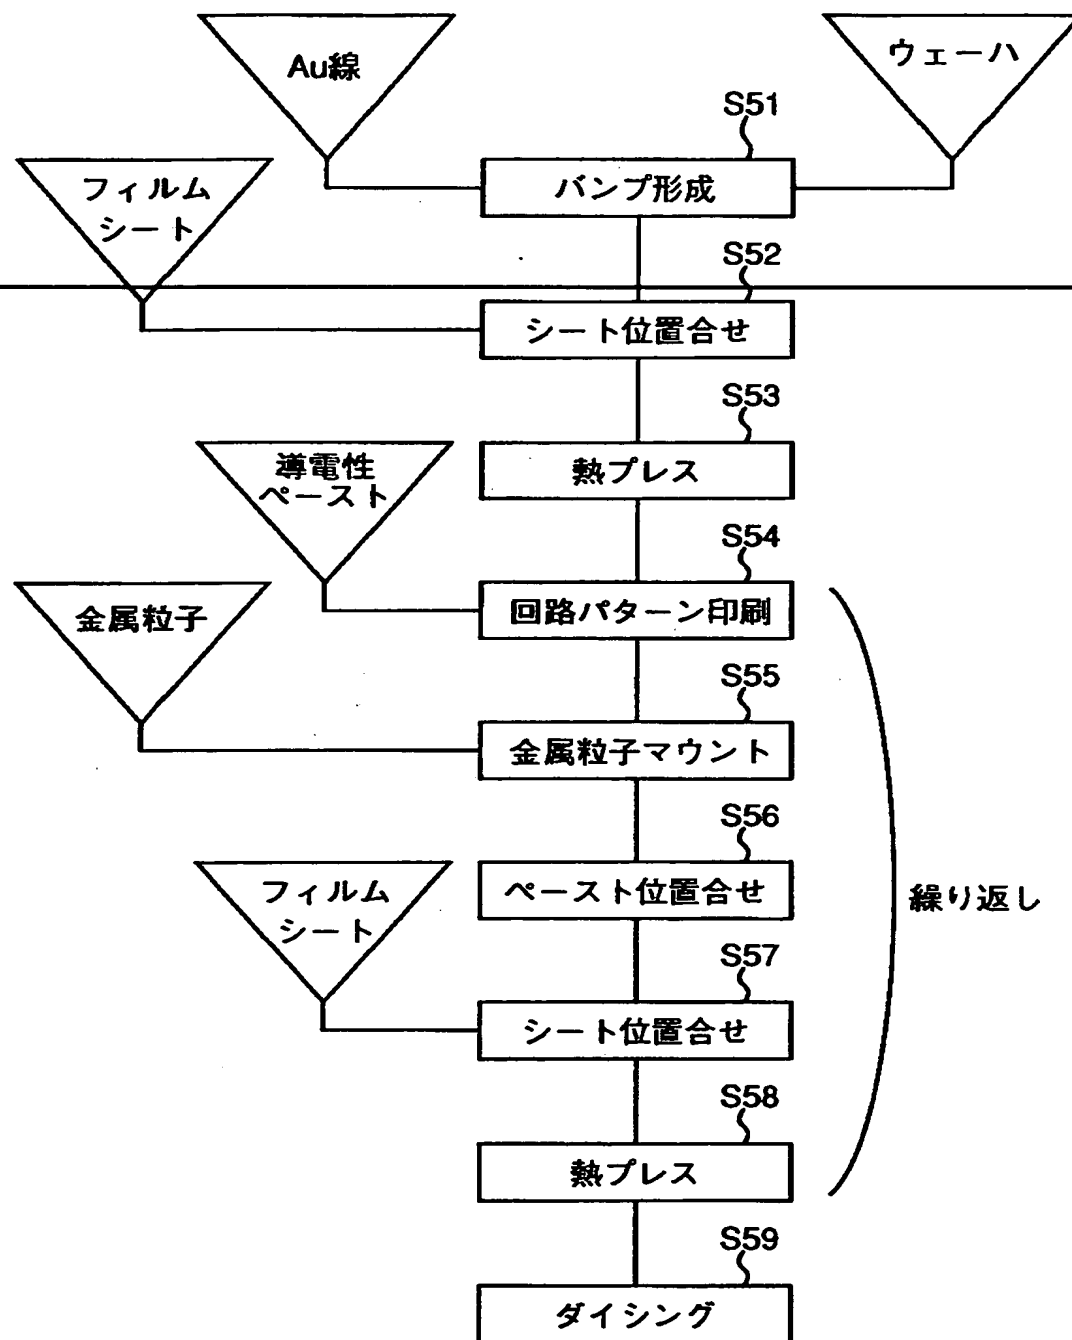 Au線
ウェーハ
S51
バンプ形成
フィルム
シート
S52
シート位置合せ
S53
熱プレス
導電性
ペースト
S54
回路パターン印刷
金属粒子
S55
金属粒子マウント
S56
ペースト位置合せ
繰り返し
フィルム
シート
S57
シート位置合せ
S58
熱プレス
S59
ダイシング